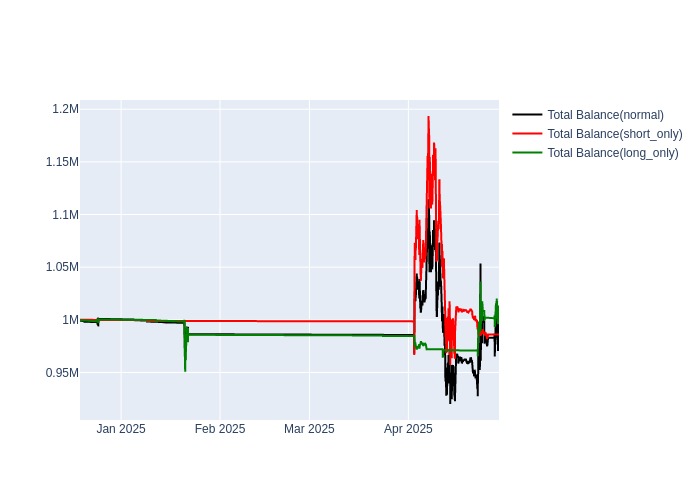 1.2M
1.15M
1.1M
1.05M
1M
0.95M
Jan 2025
Feb 2025
Mar 2025
Apr 2025
Total Balance(normal)
Total Balance(short_only)
Total Balance(long_only)